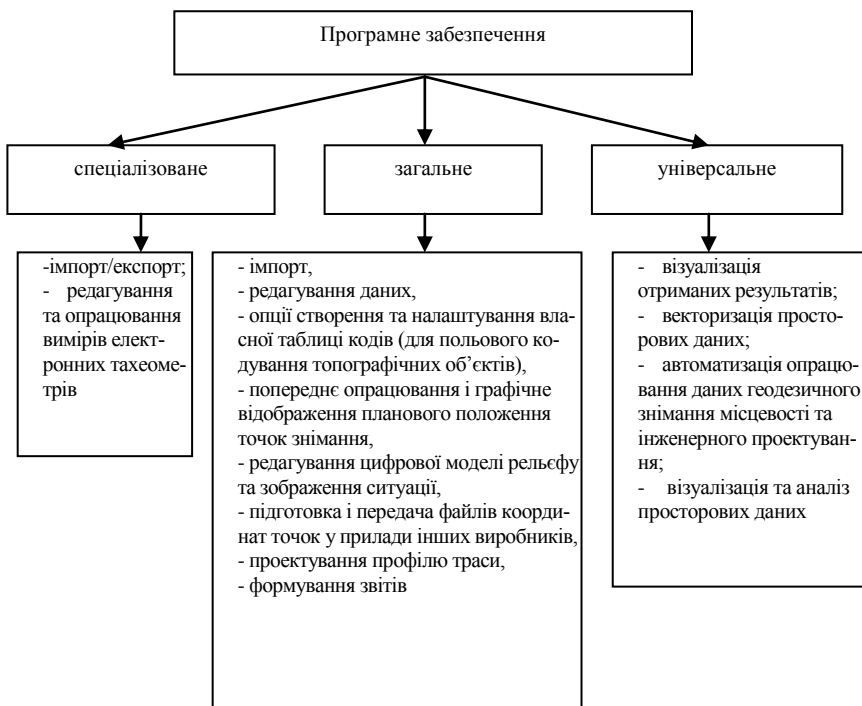 Програмне забезпечення
спеціалізоване
загальне
універсальне
-імпорт/експорт;
- редагування
та опрацювання
вимірів елект-
ронних тахеоме-
трів
- імпорт,
- редагування даних,
- опції створення та налаштування влас-
ної таблиці кодів (для польового ко-
дування топографічних об’єктів),
- попереднє опрацювання і графічне
відображення планового положення
точок знімання,
- редагування цифрової моделі рельєфу
та зображення ситуації,
- підготовка і передача файлів коорди-
нат точок у прилади інших виробників,
- проектування профілю траси,
- формування звітів
- візуалізація
отриманих результатів;
- векторизація просто-
рових даних;
- автоматизація опрацю-
вання даних геодезичного
знімання місцевості та
інженерного проектуван-
ня;
- візуалізація та аналіз
просторових даних